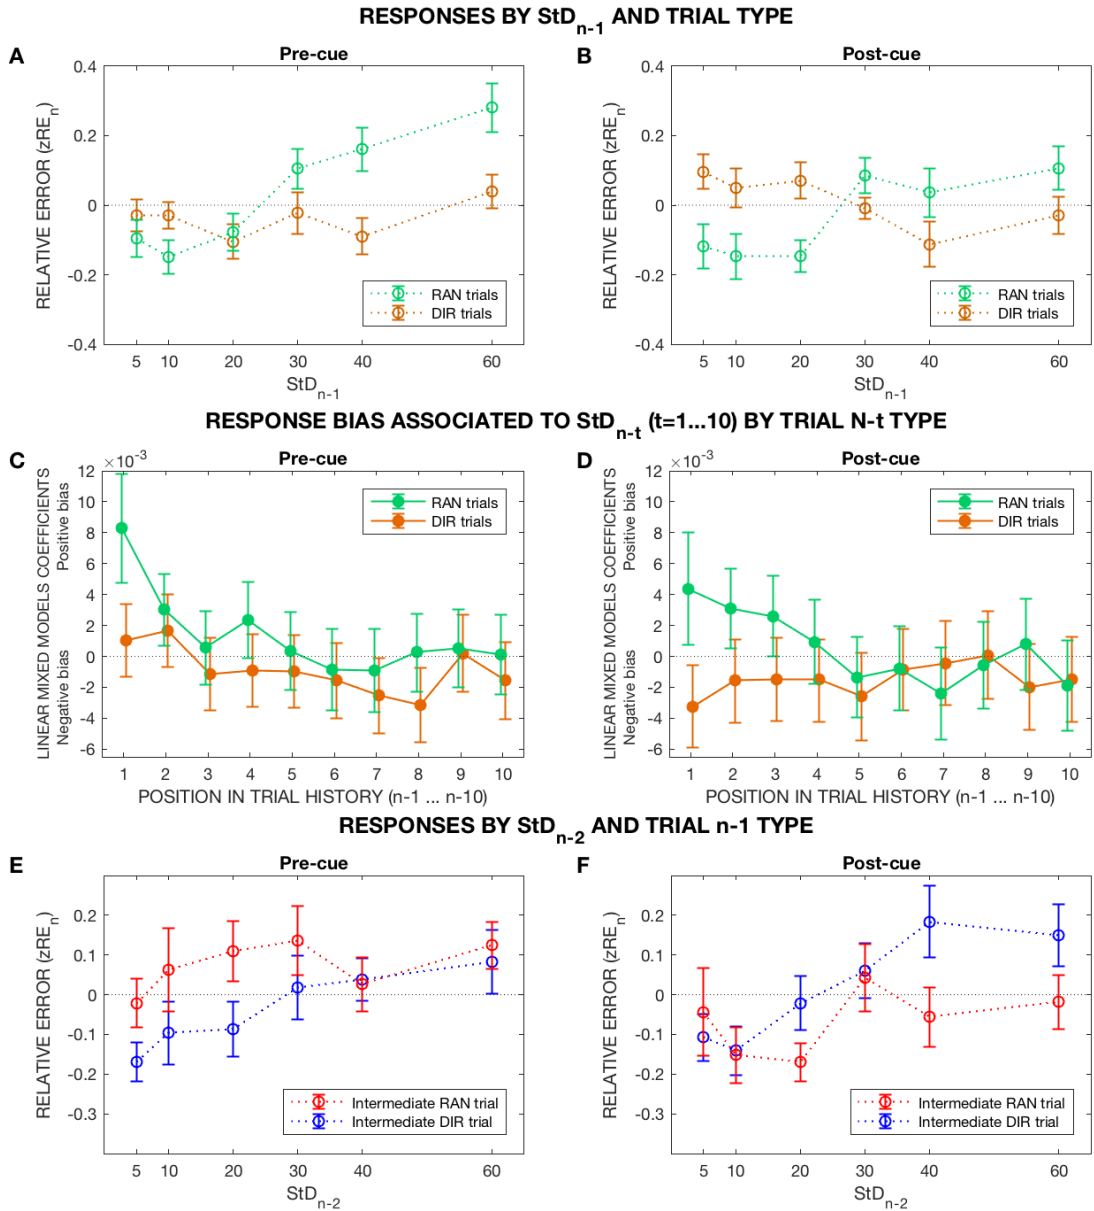 RESPONSES BY StD_n-1 AND TRIAL TYPE
A
Pre-cue
RELATIVE ERROR (zRE_n)
0.4
0.2
0
-0.2
-0.4
RAN trials
DIR trials
5 10 20 30 40 60
StD_n-1
B
Post-cue
RELATIVE ERROR (zRE_n)
0.4
0.2
0
-0.2
-0.4
RAN trials
DIR trials
5 10 20 30 40 60
StD_n-1
RESPONSE BIAS ASSOCIATED TO StD_n-t (t=1...10) BY TRIAL N-t TYPE
C
Pre-cue
×10^-3
LINEAR MIXED MODELS COEFFICIENTS
Negative bias Positive bias
12
10
8
6
4
2
0
-2
-4
-6
RAN trials
DIR trials
1 2 3 4 5 6 7 8 9 10
POSITION IN TRIAL HISTORY (n-1 ... n-10)
D
Post-cue
×10^-3
LINEAR MIXED MODELS COEFFICIENTS
Negative bias Positive bias
12
10
8
6
4
2
0
-2
-4
-6
RAN trials
DIR trials
1 2 3 4 5 6 7 8 9 10
POSITION IN TRIAL HISTORY (n-1 ... n-10)
RESPONSES BY StD_n-2 AND TRIAL n-1 TYPE
E
Pre-cue
RELATIVE ERROR (zRE_n)
0.2
0.1
0
-0.1
-0.2
-0.3
Intermediate RAN trial
Intermediate DIR trial
5 10 20 30 40 60
StD_n-2
F
Post-cue
RELATIVE ERROR (zRE_n)
0.2
0.1
0
-0.1
-0.2
-0.3
Intermediate RAN trial
Intermediate DIR trial
5 10 20 30 40 60
StD_n-2